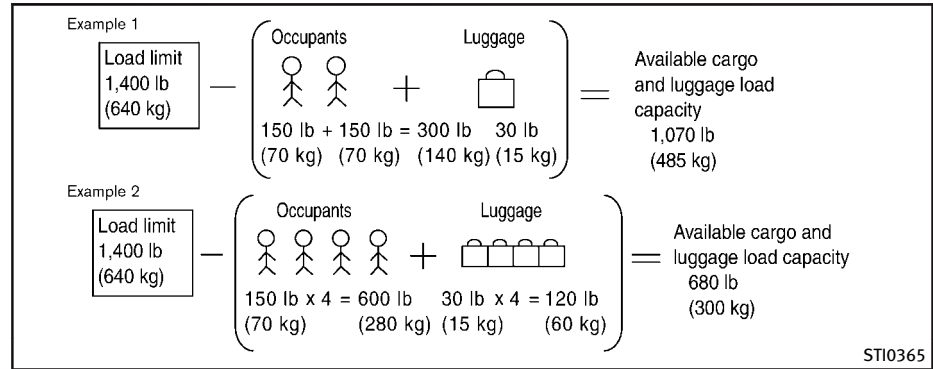 Example 1
Load limit
1,400 lb
(640 kg)
−
Occupants
+
Luggage
150 lb + 150 lb = 300 lb 30 lb
(70 kg) (70 kg) (140 kg) (15 kg)
=
Available cargo
and luggage load
capacity
1,070 lb
(485 kg)
Example 2
Load limit
1,400 lb
(640 kg)
−
Occupants
+
Luggage
150 lb x 4 = 600 lb 30 lb x 4 = 120 lb
(70 kg) (280 kg) (15 kg) (60 kg)
=
Available cargo and
luggage load capacity
680 lb
(300 kg)
STI0365